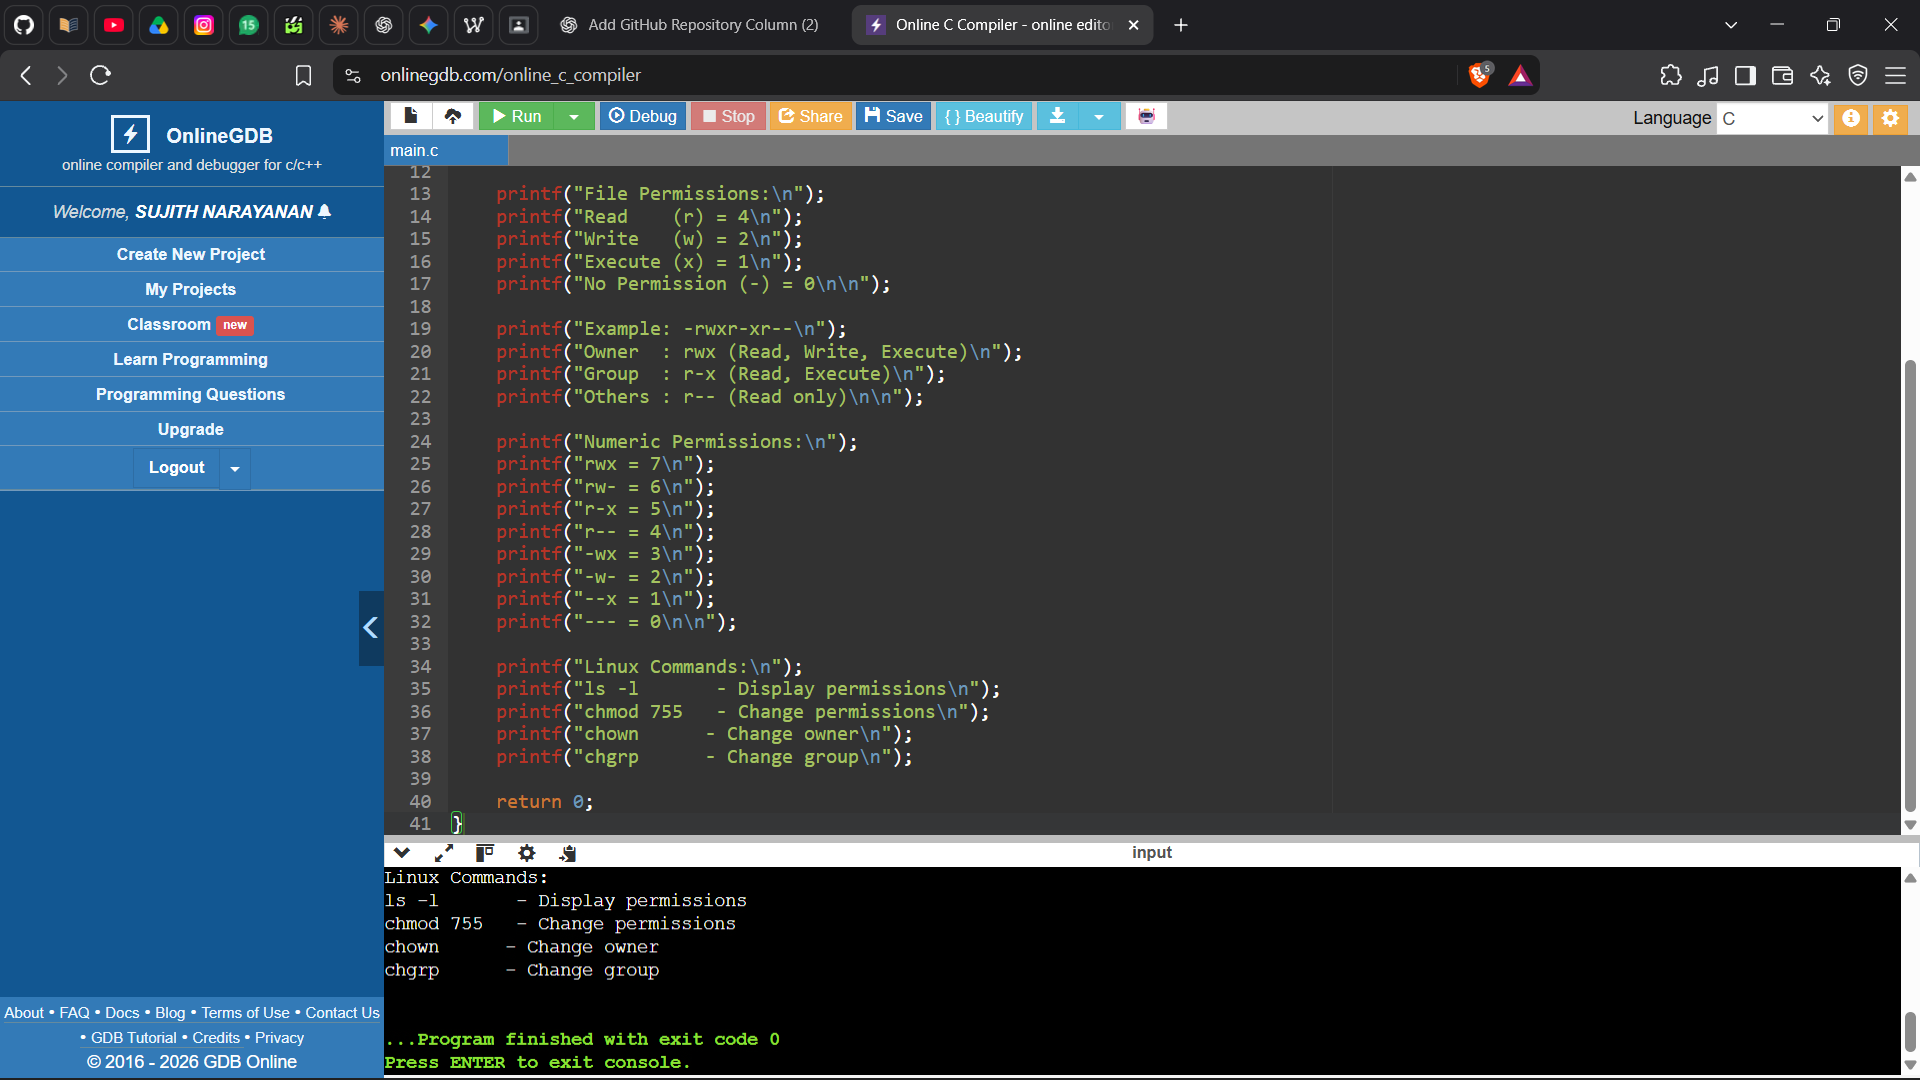 Add GitHub Repository Column (2)
Online C Compiler - online edito
15
onlinegdb.com/online_c_compiler
5
OnlineGDB
online compiler and debugger for c/c++
Welcome, SUJITH NARAYANAN
Create New Project
My Projects
Classroom new
Learn Programming
Programming Questions
Upgrade
Logout
About • FAQ • Docs • Blog • Terms of Use • Contact Us
• GDB Tutorial • Credits • Privacy
© 2016 - 2026 GDB Online
Run
Debug
Stop
Share
Save
{ } Beautify
Language C
main.c
12
13 printf("File Permissions:\n");
14 printf("Read    (r) = 4\n");
15 printf("Write   (w) = 2\n");
16 printf("Execute (x) = 1\n");
17 printf("No Permission (-) = 0\n\n");
18
19 printf("Example: -rwxr-xr--\n");
20 printf("Owner  : rwx (Read, Write, Execute)\n");
21 printf("Group  : r-x (Read, Execute)\n");
22 printf("Others : r-- (Read only)\n\n");
23
24 printf("Numeric Permissions:\n");
25 printf("rwx = 7\n");
26 printf("rw- = 6\n");
27 printf("r-x = 5\n");
28 printf("r-- = 4\n");
29 printf("-wx = 3\n");
30 printf("-w- = 2\n");
31 printf("--x = 1\n");
32 printf("--- = 0\n\n");
33
34 printf("Linux Commands:\n");
35 printf("ls -l       - Display permissions\n");
36 printf("chmod 755   - Change permissions\n");
37 printf("chown      - Change owner\n");
38 printf("chgrp      - Change group\n");
39
40 return 0;
41 }
input
Linux Commands:
ls -l       - Display permissions
chmod 755   - Change permissions
chown      - Change owner
chgrp      - Change group
...Program finished with exit code 0
Press ENTER to exit console.